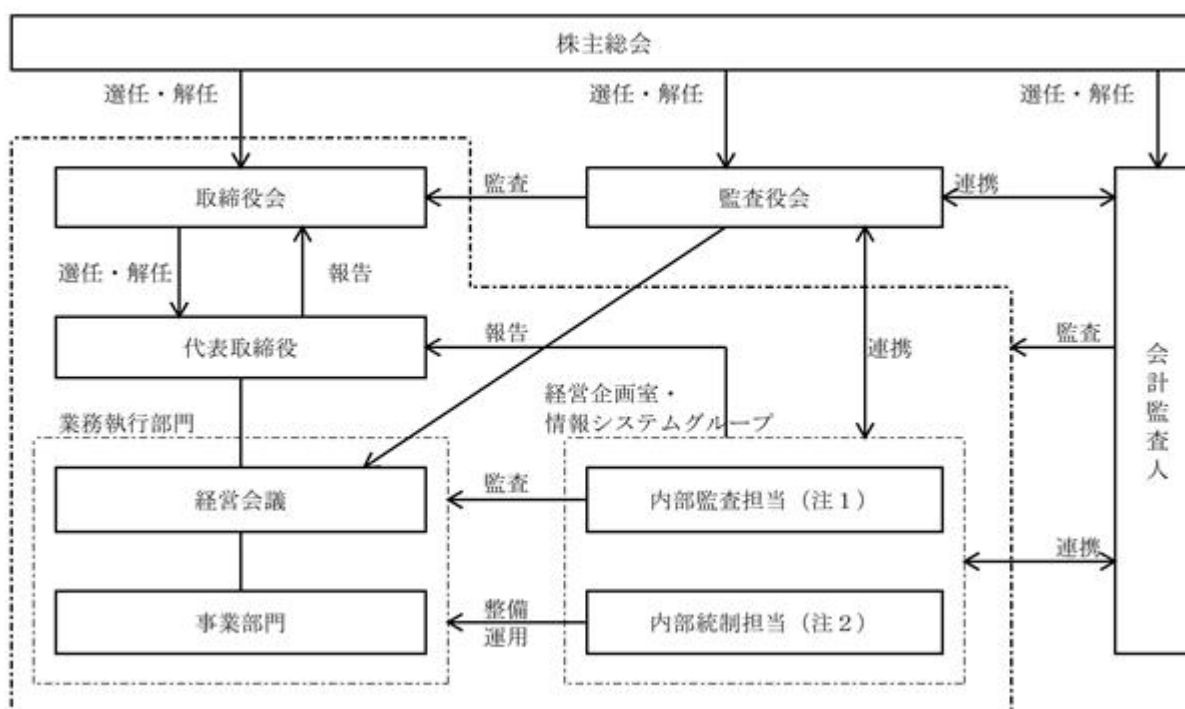 株主総会
選任・解任
選任・解任
選任・解任
取締役会
監査
監査役会
連携
選任・解任
報告
代表取締役
報告
連携
監査
会計監査人
経営企画室・
情報システムグループ
業務執行部門
経営会議
監査
内部監査担当（注１）
連携
事業部門
整備
運用
内部統制担当（注２）